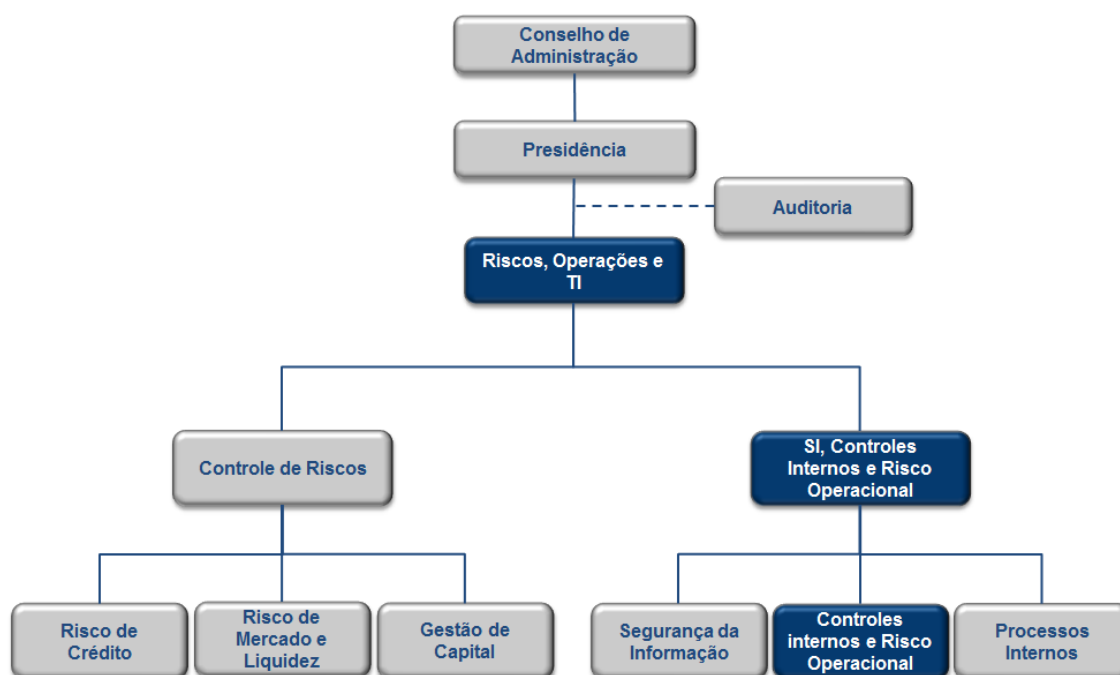 Conselho de
Administração
Presidência
Auditoria
Riscos, Operações e
TI
Controle de Riscos
SI, Controles
Internos e Risco
Operacional
Risco de
Crédito
Risco de
Mercado e
Liquidez
Gestão de
Capital
Segurança da
Informação
Controles
internos e Risco
Operacional
Processos
Internos